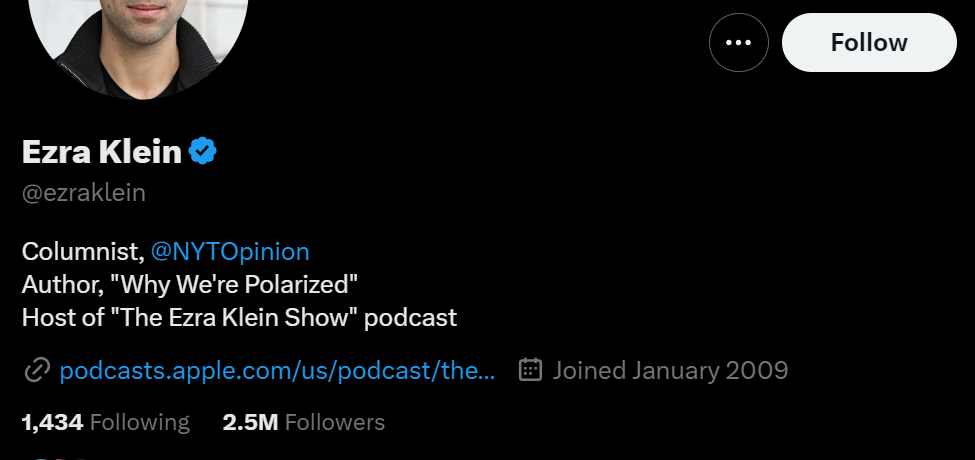 Follow
Ezra Klein
@ezraklein
Columnist, @NYTOpinion
Author, "Why We're Polarized"
Host of "The Ezra Klein Show" podcast
podcasts.apple.com/us/podcast/the... Joined January 2009
1,434 Following 2.5M Followers